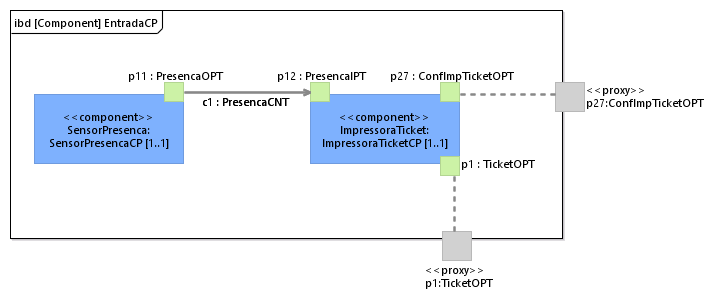 ibd [Component] EntradaCP
p11 : PresencaOPT
p12 : PresencaIPT
p27 : ConfImpTicketOPT
c1 : PresencaCNT
<<component>>
SensorPresenca:
SensorPresencaCP [1..1]
<<component>>
ImpressoraTicket:
ImpressoraTicketCP [1..1]
<<proxy>>
p27:ConfImpTicketOPT
p1 : TicketOPT
<<proxy>>
p1:TicketOPT